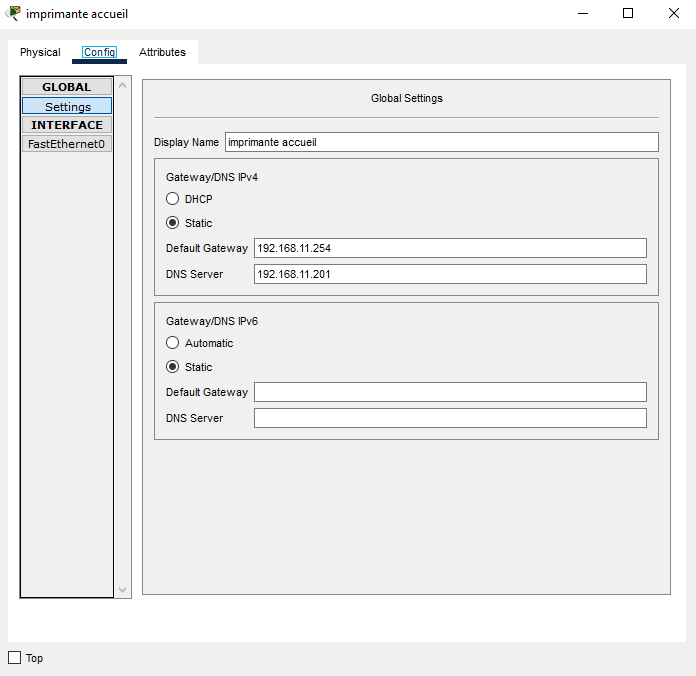 imprimante accueil
Physical Config Attributes
GLOBAL
Settings
INTERFACE
FastEthernet0
Global Settings
Display Name imprimante accueil
Gateway/DNS IPv4
DHCP
Static
Default Gateway 192.168.11.254
DNS Server 192.168.11.201
Gateway/DNS IPv6
Automatic
Static
Default Gateway
DNS Server
Top